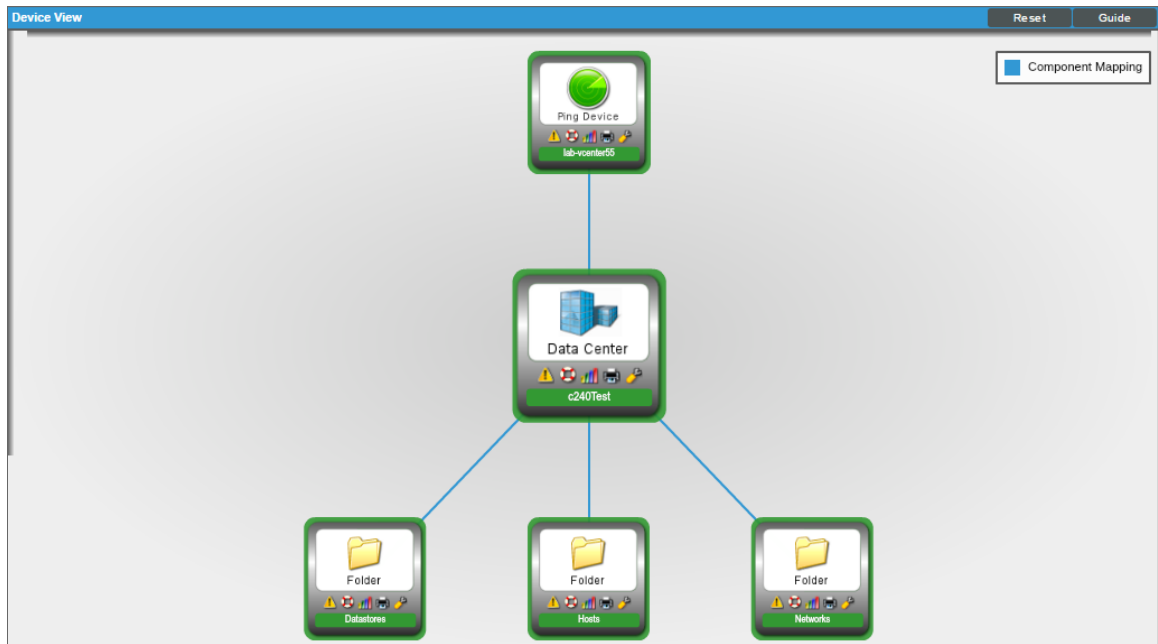 Device View
Reset
Guide
Component Mapping
Ping Device
lab-vcenter55
Data Center
c240Test
Folder
Datastores
Folder
Hosts
Folder
Networks